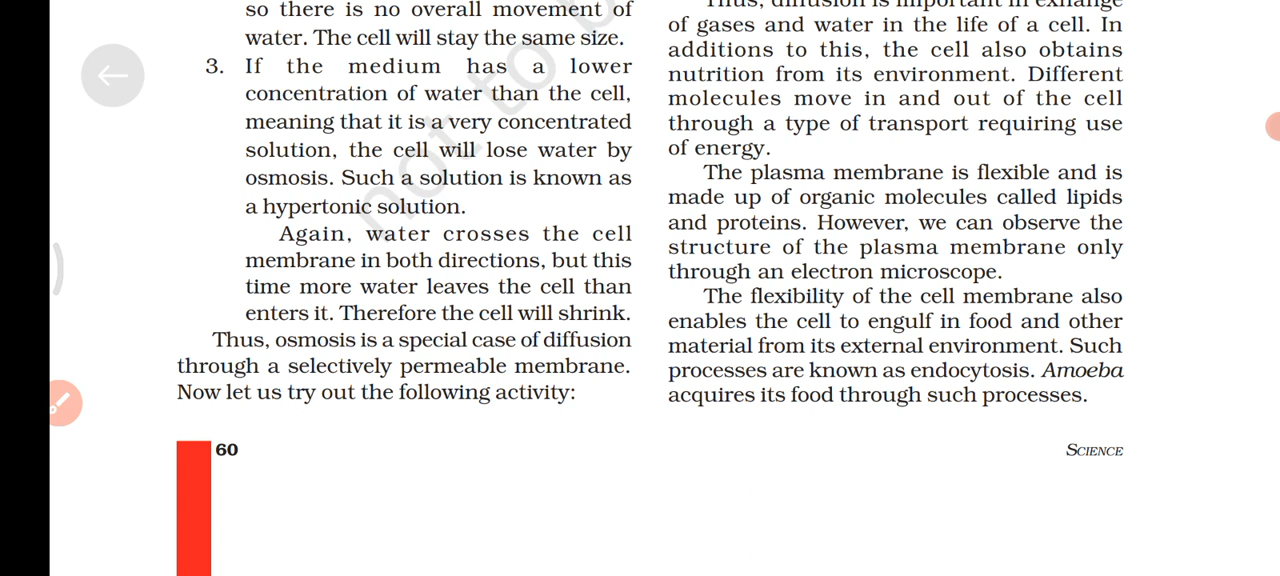 so there is no overall movement of
water. The cell will stay the same size.
3. If the medium has a lower
concentration of water than the cell,
meaning that it is a very concentrated
solution, the cell will lose water by
osmosis. Such a solution is known as
a hypertonic solution.
Again, water crosses the cell
membrane in both directions, but this
time more water leaves the cell than
enters it. Therefore the cell will shrink.
Thus, osmosis is a special case of diffusion
through a selectively permeable membrane.
Now let us try out the following activity:
60
Thus, diffusion is important in exhange
of gases and water in the life of a cell. In
additions to this, the cell also obtains
nutrition from its environment. Different
molecules move in and out of the cell
through a type of transport requiring use
of energy.
The plasma membrane is flexible and is
made up of organic molecules called lipids
and proteins. However, we can observe the
structure of the plasma membrane only
through an electron microscope.
The flexibility of the cell membrane also
enables the cell to engulf in food and other
material from its external environment. Such
processes are known as endocytosis. Amoeba
acquires its food through such processes.
SCIENCE
not to b